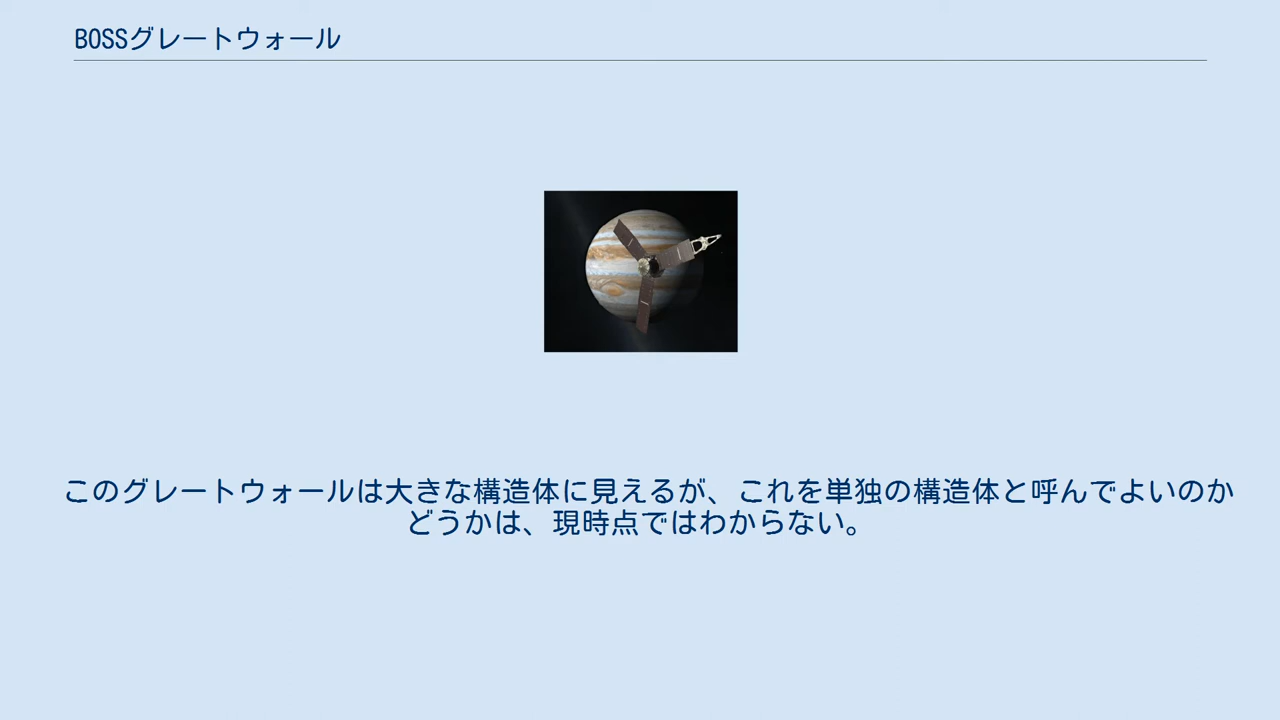 BOSSグレートウォール
このグレートウォールは大きな構造体に見えるが、これを単独の構造体と呼んでよいのか
どうかは、現時点ではわからない。